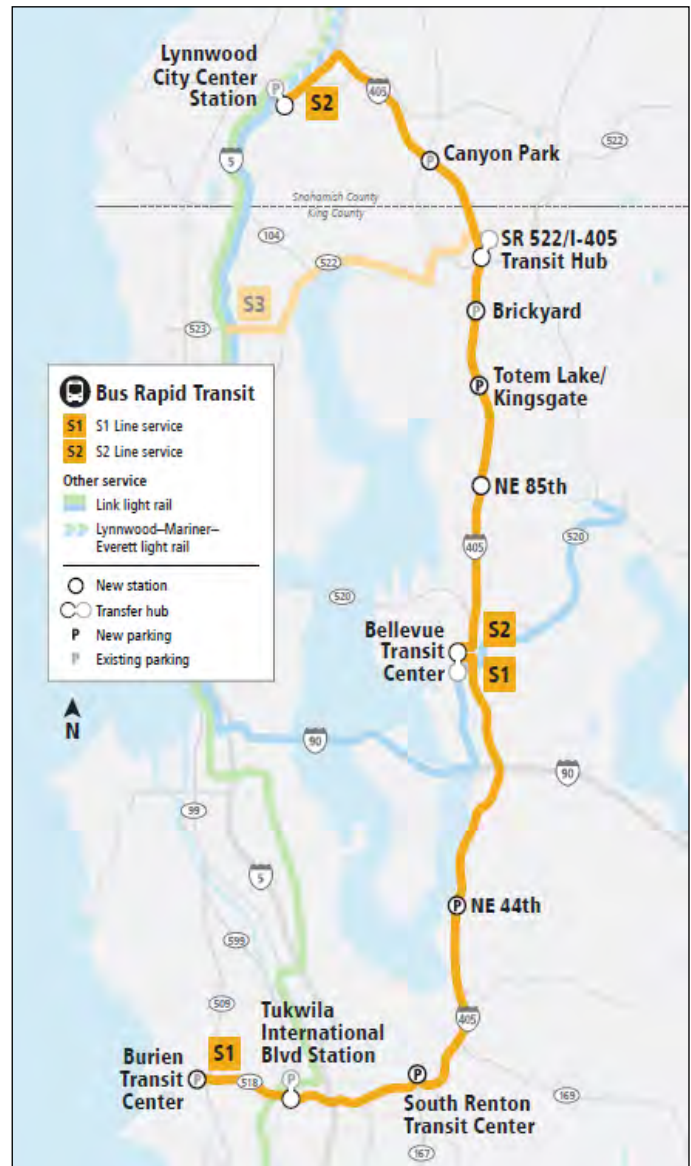 Lynnwood
City Center
Station
P
S2
405
Canyon Park
P
522
5
Snohomish County
King County
104
SR 522/I-405
Transit Hub
522
S3
523
Brickyard
P
Bus Rapid Transit
S1 S1 Line service
S2 S2 Line service
Other service
Link light rail
Lynnwood–Mariner–
Everett light rail
New station
Transfer hub
P New parking
P Existing parking
N
Totem Lake/
Kingsgate
P
NE 85th
405
520
520
Bellevue
Transit
Center
S2
S1
90
90
99
5
NE 44th
P
599
509
405
Tukwila
International
Blvd Station
P
Burien
Transit
Center
P
S1
518
P
South Renton
Transit Center
169
167